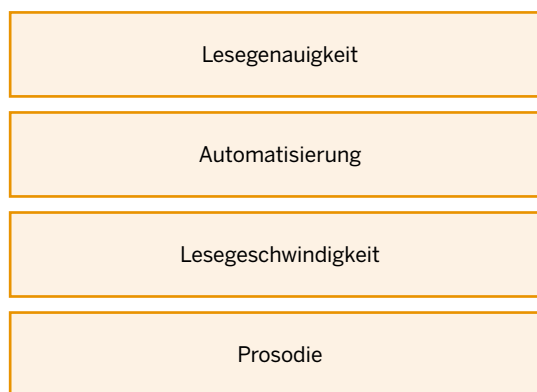 Lesegenauigkeit
Automatisierung
Lesegeschwindigkeit
Prosodie